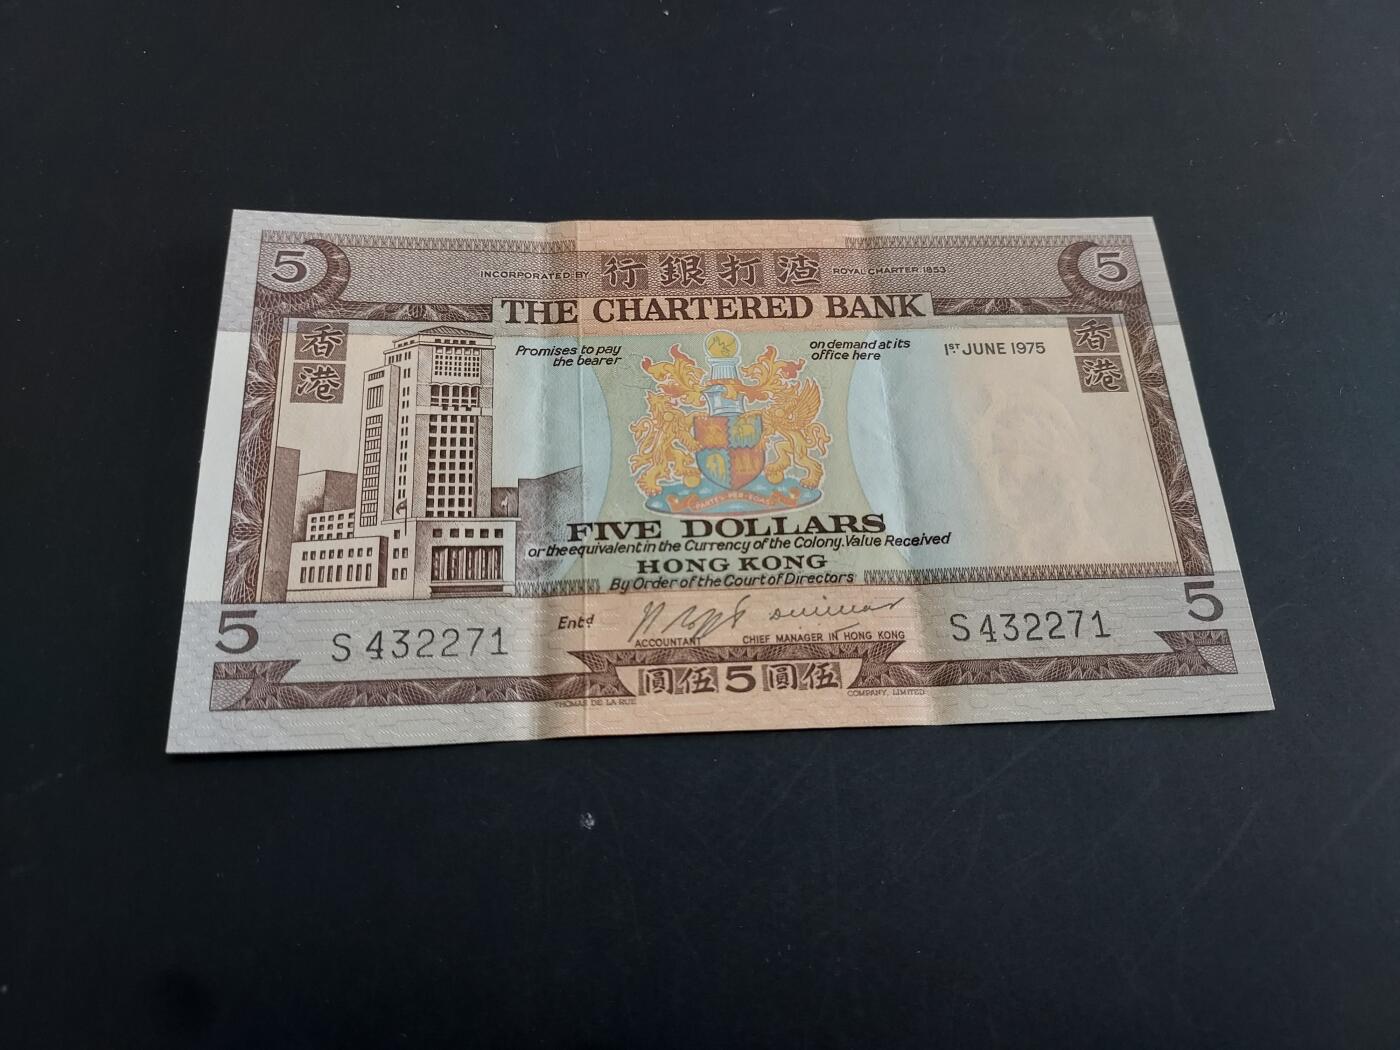 5
INCORPORATED BY 行銀打渣 ROYAL CHARTER 1853
5
THE CHARTERED BANK
香港
Promises to pay the bearer
on demand at its office here
1ST JUNE 1975
香港
FIVE DOLLARS
or the equivalent in the Currency of the Colony. Value Received
HONG KONG
By Order of the Court of Directors
5
S 432271
Entd
ACCOUNTANT
CHIEF MANAGER IN HONG KONG
S 432271
5
圓伍5圓伍
THOMAS DE LA RUE
COMPANY, LIMITED